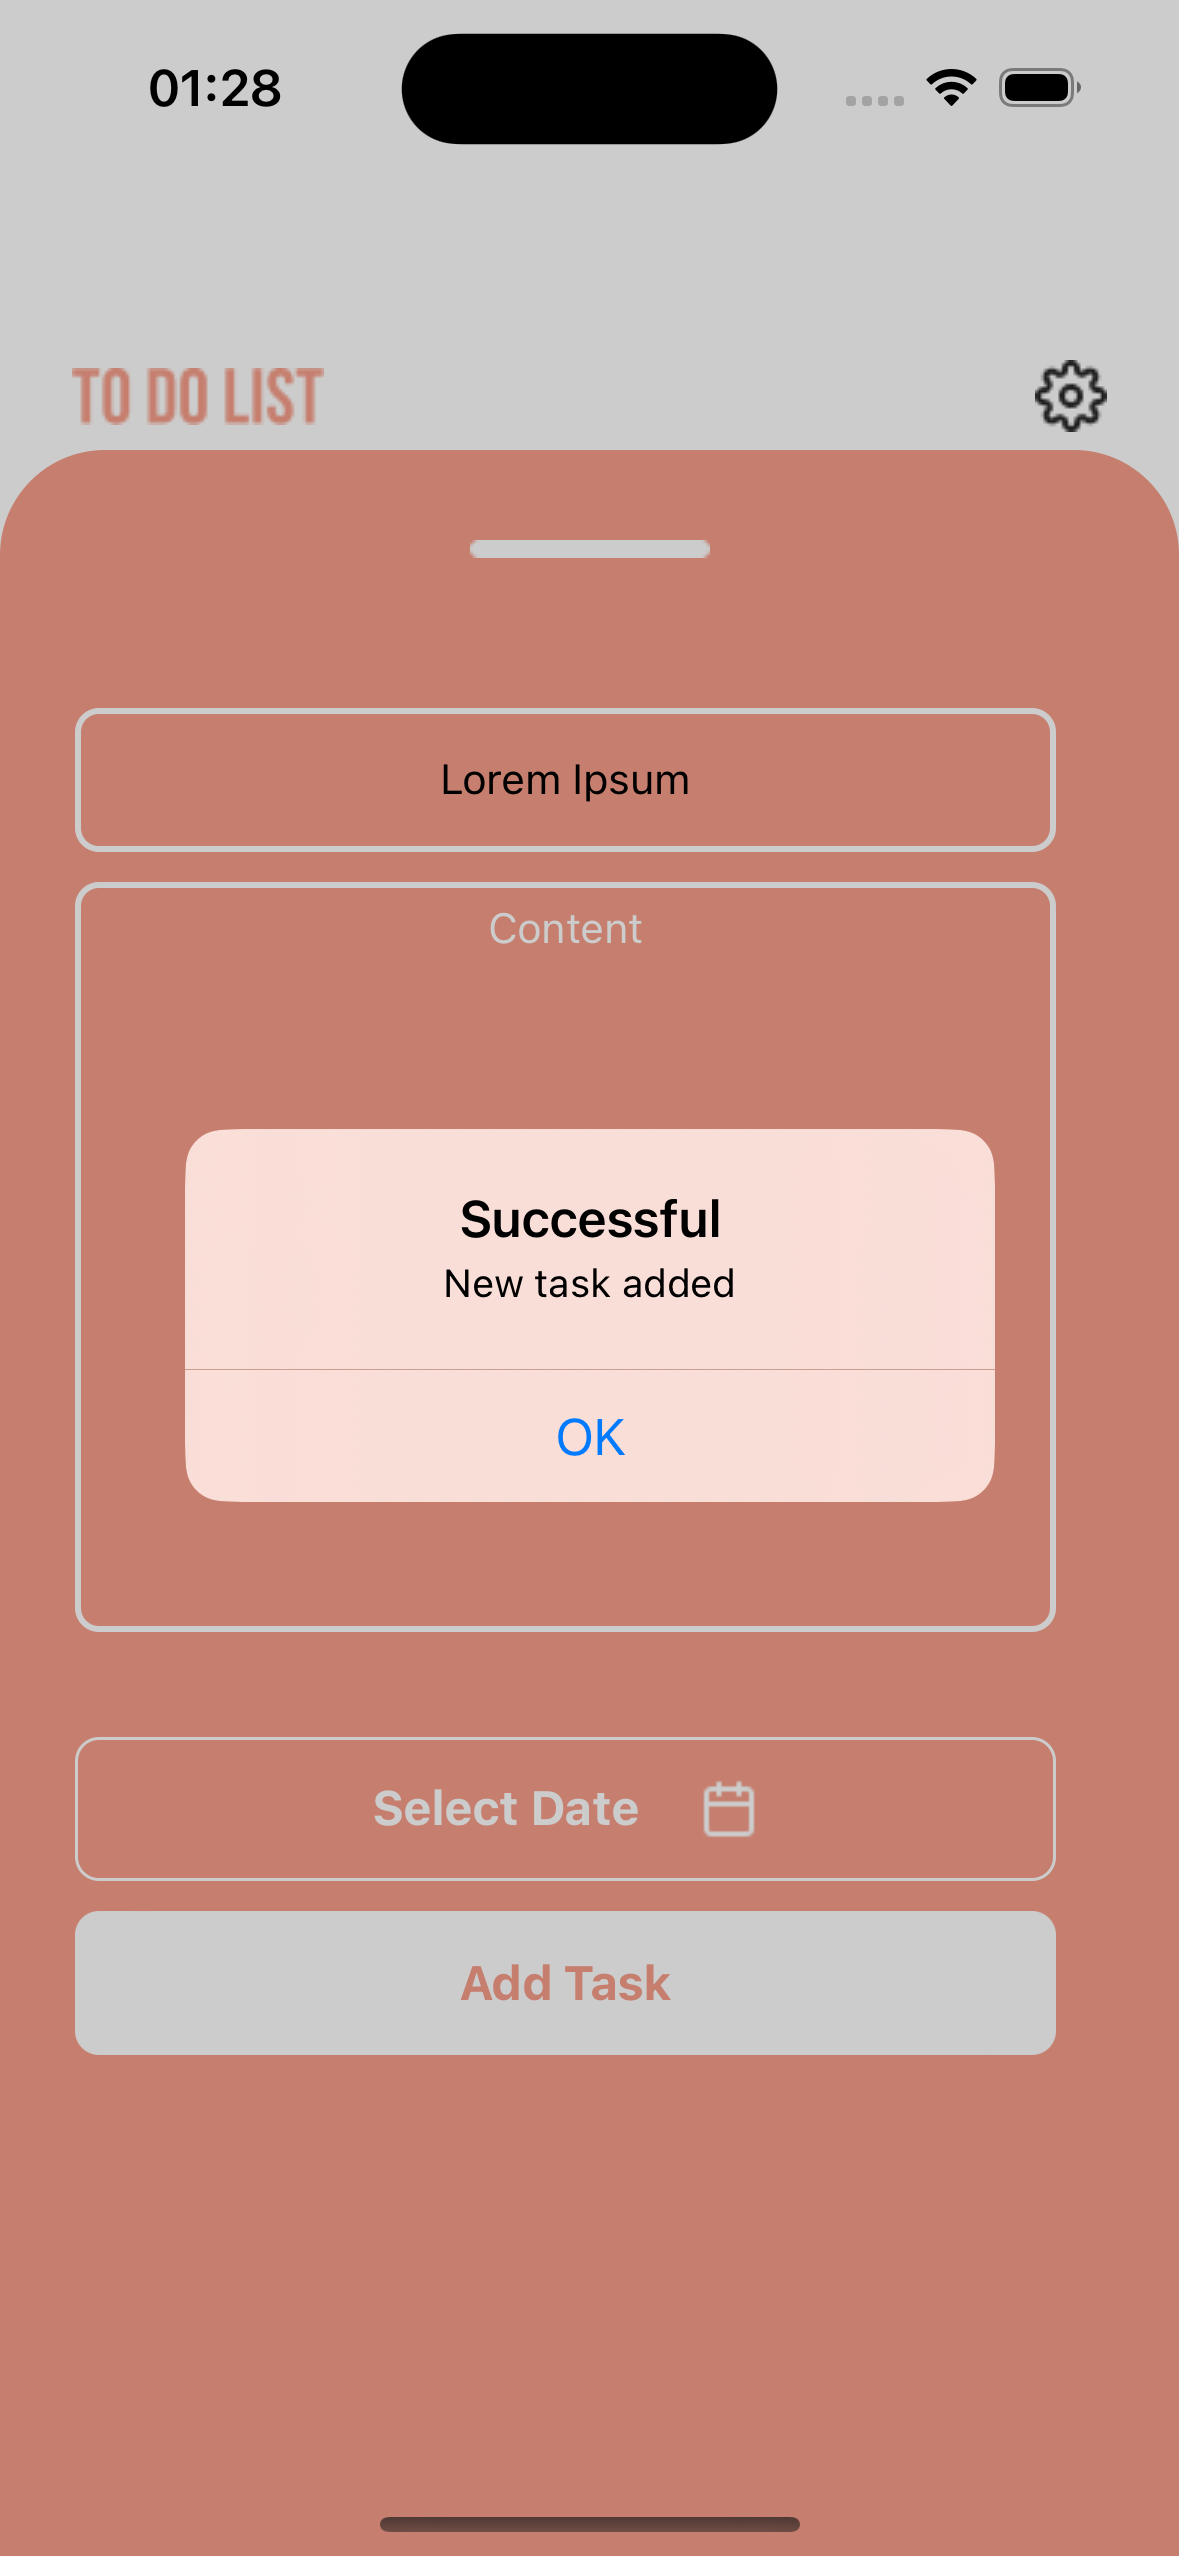 01:28
TO DO LIST
Lorem Ipsum
Content
Successful
New task added
OK
Select Date
Add Task